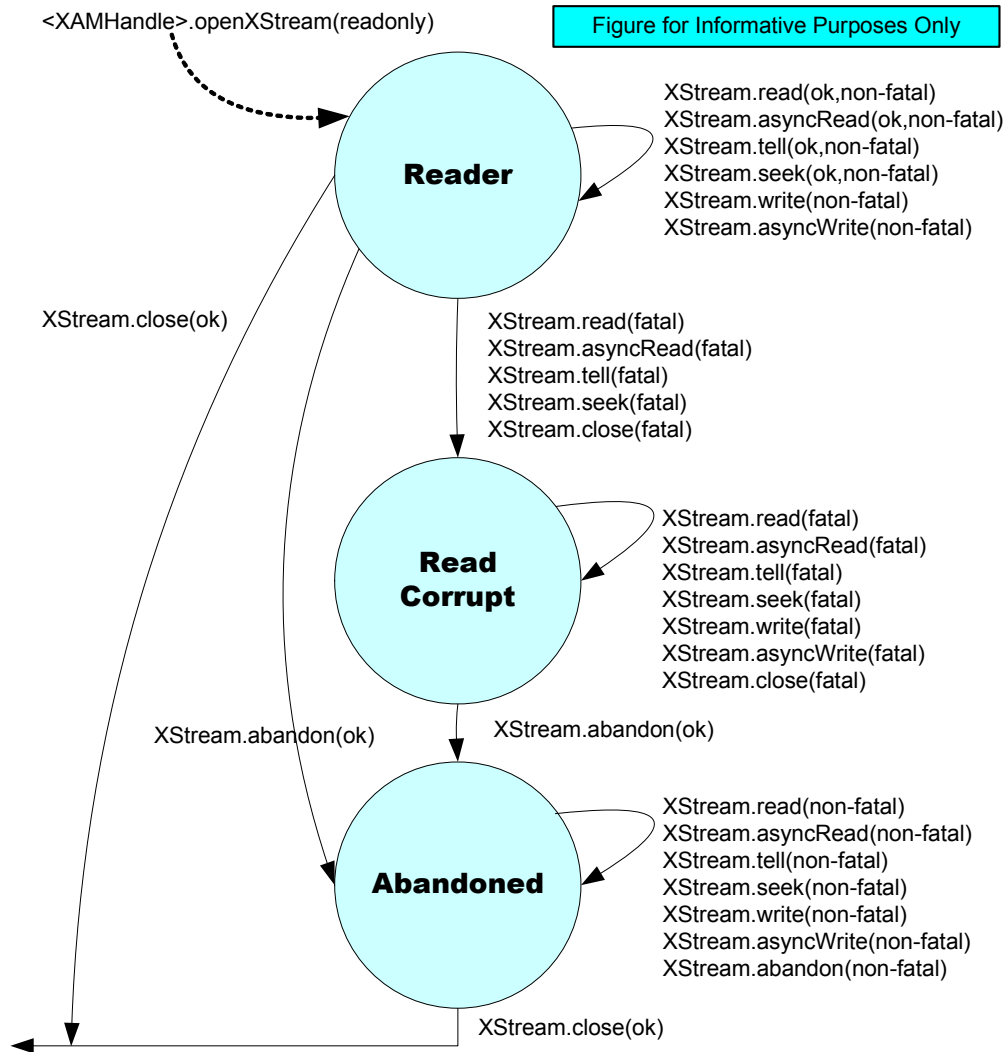 <XAMHandle>.openXStream(readonly)
Figure for Informative Purposes Only
Reader
XStream.read(ok,non-fatal)
XStream.asyncRead(ok,non-fatal)
XStream.tell(ok,non-fatal)
XStream.seek(ok,non-fatal)
XStream.write(non-fatal)
XStream.asyncWrite(non-fatal)
XStream.close(ok)
XStream.read(fatal)
XStream.asyncRead(fatal)
XStream.tell(fatal)
XStream.seek(fatal)
XStream.close(fatal)
Read
Corrupt
XStream.read(fatal)
XStream.asyncRead(fatal)
XStream.tell(fatal)
XStream.seek(fatal)
XStream.write(fatal)
XStream.asyncWrite(fatal)
XStream.close(fatal)
XStream.abandon(ok)
XStream.abandon(ok)
Abandoned
XStream.read(non-fatal)
XStream.asyncRead(non-fatal)
XStream.tell(non-fatal)
XStream.seek(non-fatal)
XStream.write(non-fatal)
XStream.asyncWrite(non-fatal)
XStream.abandon(non-fatal)
XStream.close(ok)